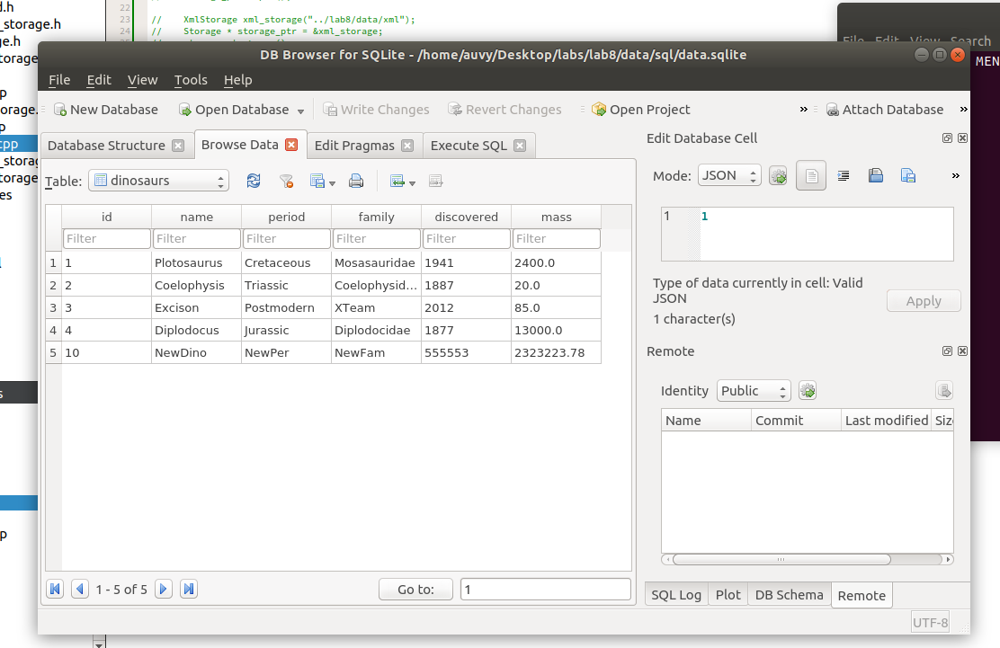 22
d.h
23 // XmlStorage xml_storage("../lab8/data/xml");
_storage.h
24 // Storage * storage_ptr = &xml_storage;
ge.h
File Edit View Search
DB Browser for SQLite - /home/auvy/Desktop/labs/lab8/data/sql/data.sqlite
torage
MEN
File Edit View Tools Help
p
torage.
New Database Open Database Write Changes Revert Changes Open Project » Attach Database »
p
cpp
Database Structure Browse Data Edit Pragmas Execute SQL
Edit Database Cell
_storag
torage
es
Table: dinosaurs
Mode: JSON »
id name period family discovered mass
Filter Filter Filter Filter Filter Filter
1 1 Plotosaurus Cretaceous Mosasauridae 1941 2400.0
2 2 Coelophysis Triassic Coelophysid... 1887 20.0
3 3 Excison Postmodern XTeam 2012 85.0
4 4 Diplodocus Jurassic Diplodocidae 1877 13000.0
5 10 NewDino NewPer NewFam 555553 2323223.78
1 1
Type of data currently in cell: Valid
JSON
1 character(s)
Apply
Remote
Identity Public
Name Commit Last modified Siz
s
p
1 - 5 of 5 Go to: 1
SQL Log Plot DB Schema Remote
UTF-8